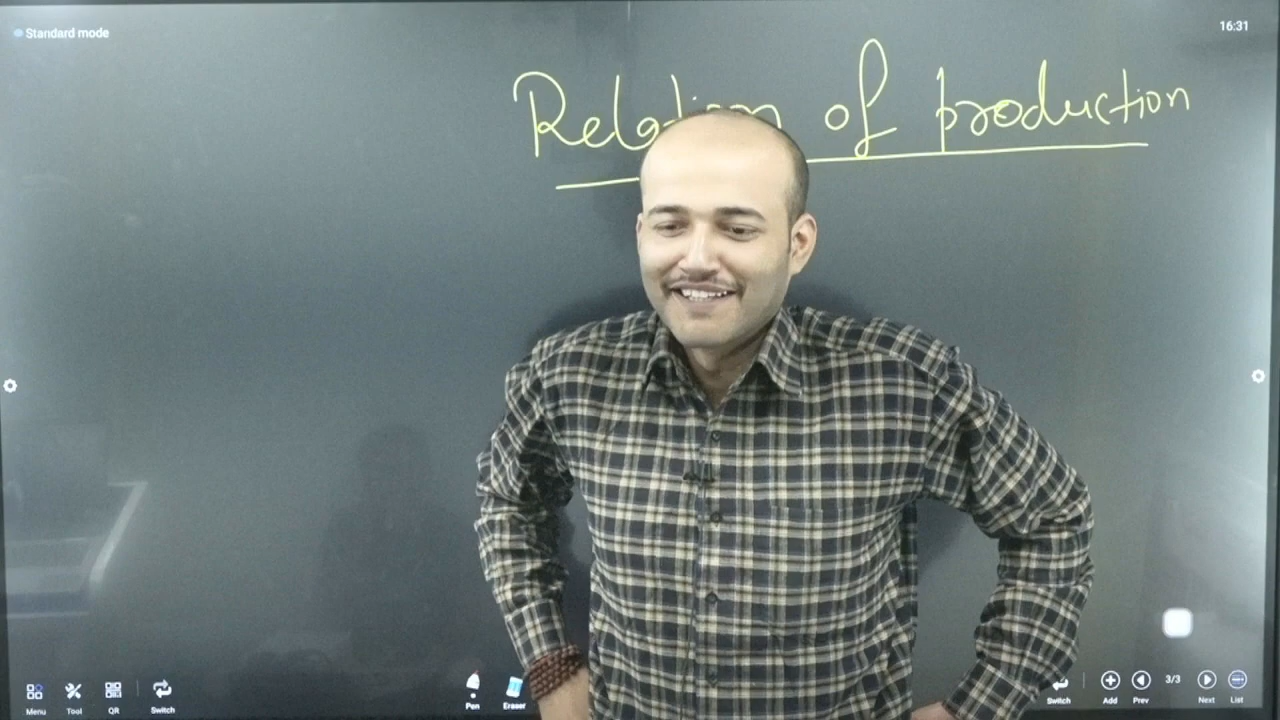 Standard mode
16:31
Relation of production
Menu Tool QR Switch Pen Eraser Switch Add Prev 3/3 Next List